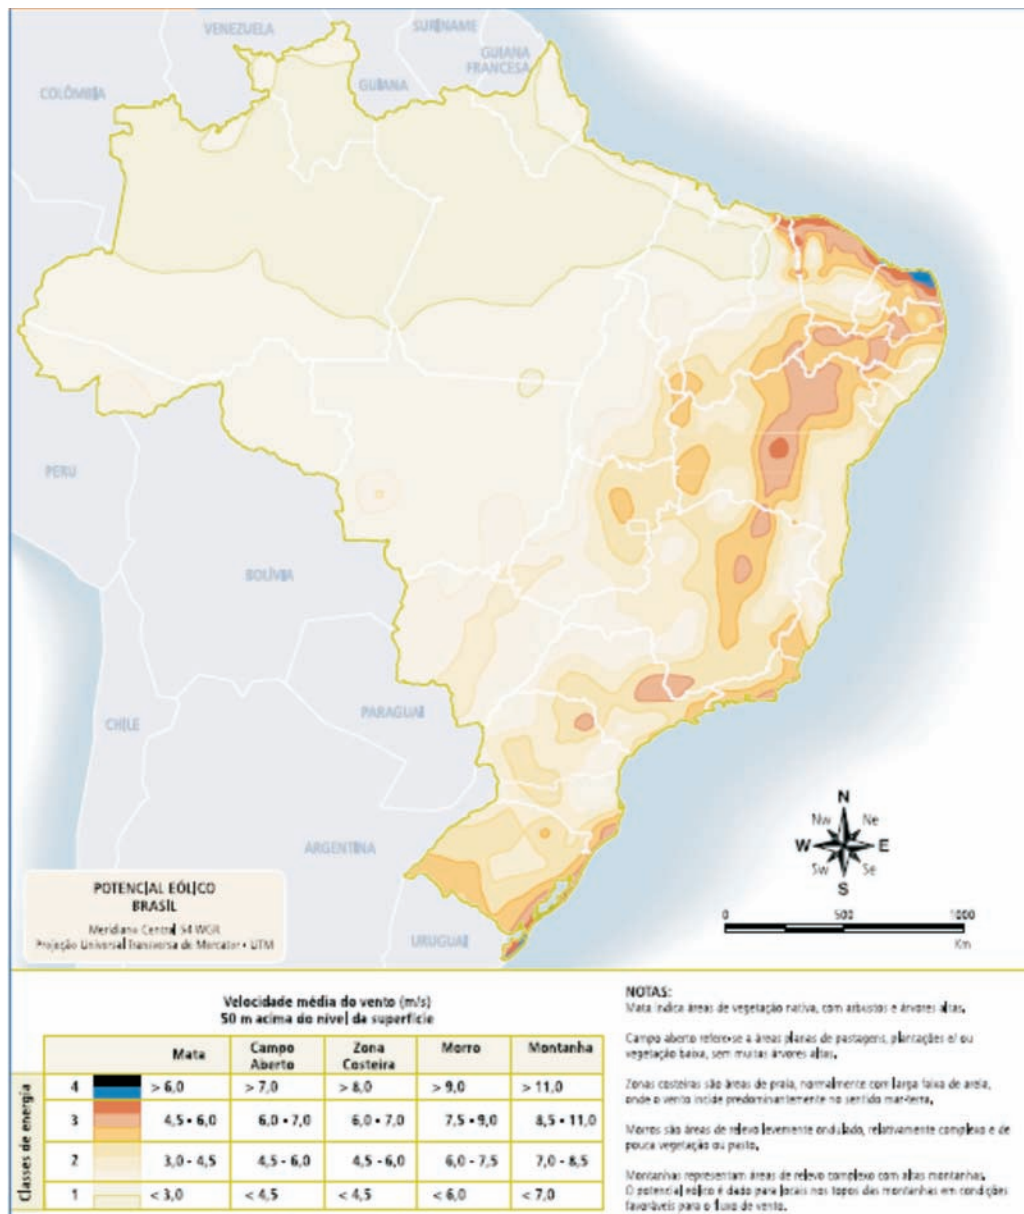 VENEZUELA
SURINAME
GUIANA
FRANCESA
GUIANA
COLÔMBIA
PERU
BOLÍVIA
CHILE
PARAGUAI
ARGENTINA
URUGUAI
N
Nw Ne
W E
Sw Se
S
0 500 1000
Km
POTENCIAL EÓLICO
BRASIL
Meridiano Central 54 WGR
Projeção Universal Transversa de Mercator • UTM
Velocidade média do vento (m/s)
50 m acima do nível da superfície
Mata Campo Aberto Zona Costeira Morro Montanha
Classes de energia
4 > 6,0 > 7,0 > 8,0 > 9,0 > 11,0
3 4,5 • 6,0 6,0 • 7,0 6,0 • 7,0 7,5 • 9,0 8,5 • 11,0
2 3,0 - 4,5 4,5 - 6,0 4,5 - 6,0 6,0 - 7,5 7,0 - 8,5
1 < 3,0 < 4,5 < 4,5 < 6,0 < 7,0
NOTAS:
Mata indica áreas de vegetação nativa, com arbustos e árvores altas.
Campo aberto refere-se a áreas planas de pastagens, plantações e/ ou
vegetação baixa, sem muitas árvores altas.
Zonas costeiras são áreas de praia, normalmente com larga faixa de areia,
onde o vento incide predominantemente no sentido mar-terra.
Morros são áreas de relevo levemente ondulado, relativamente complexo e de
pouca vegetação ou pasto.
Montanhas representam áreas de relevo complexo com altas montanhas.
O potencial eólico é dado para locais nos topos das montanhas em condições
favoráveis para o fluxo de vento.